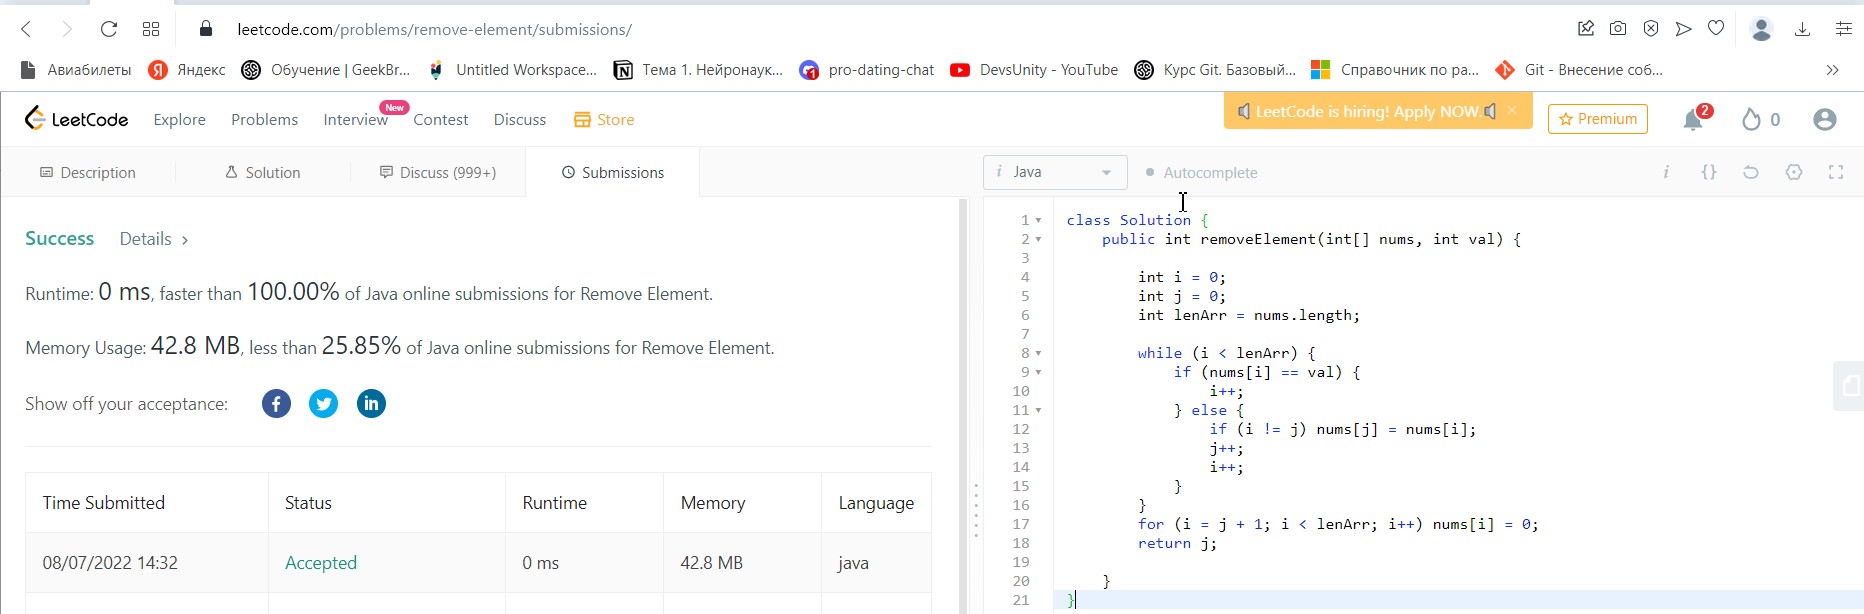 leetcode.com/problems/remove-element/submissions/
Авиабилеты Яндекс Обучение | GeekBr... Untitled Workspace... Тема 1. Нейронаук... pro-dating-chat DevsUnity - YouTube Курс Git. Базовый... Справочник по ра... Git - Внесение соб...
LeetCode Explore Problems Interview New Contest Discuss Store LeetCode is hiring! Apply NOW. Premium 2 0
Description Solution Discuss (999+) Submissions
i Java Autocomplete i {}
Success Details >
Runtime: 0 ms, faster than 100.00% of Java online submissions for Remove Element.
Memory Usage: 42.8 MB, less than 25.85% of Java online submissions for Remove Element.
Show off your acceptance:
Time Submitted Status Runtime Memory Language
08/07/2022 14:32 Accepted 0 ms 42.8 MB java
1 class Solution {
2 public int removeElement(int[] nums, int val) {
3
4 int i = 0;
5 int j = 0;
6 int lenArr = nums.length;
7
8 while (i < lenArr) {
9 if (nums[i] == val) {
10 i++;
11 } else {
12 if (i != j) nums[j] = nums[i];
13 j++;
14 i++;
15 }
16 }
17 for (i = j + 1; i < lenArr; i++) nums[i] = 0;
18 return j;
19
20 }
21 }